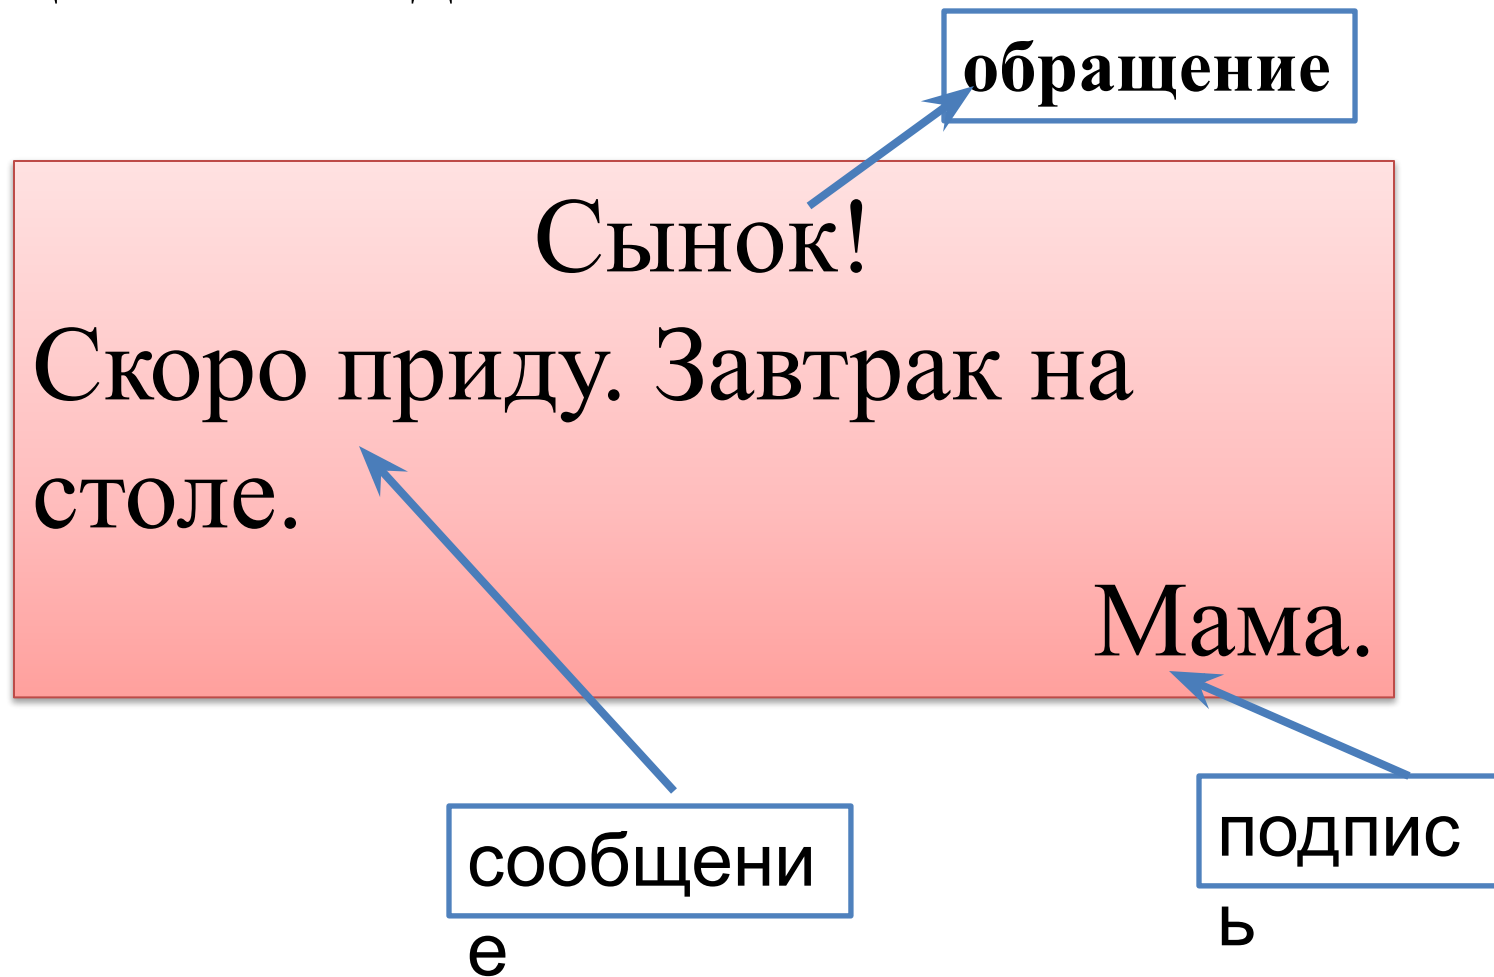 обращение
Сынок!
Скоро приду. Завтрак на
столе.
Мама.
сообщени
е
подпис
ь